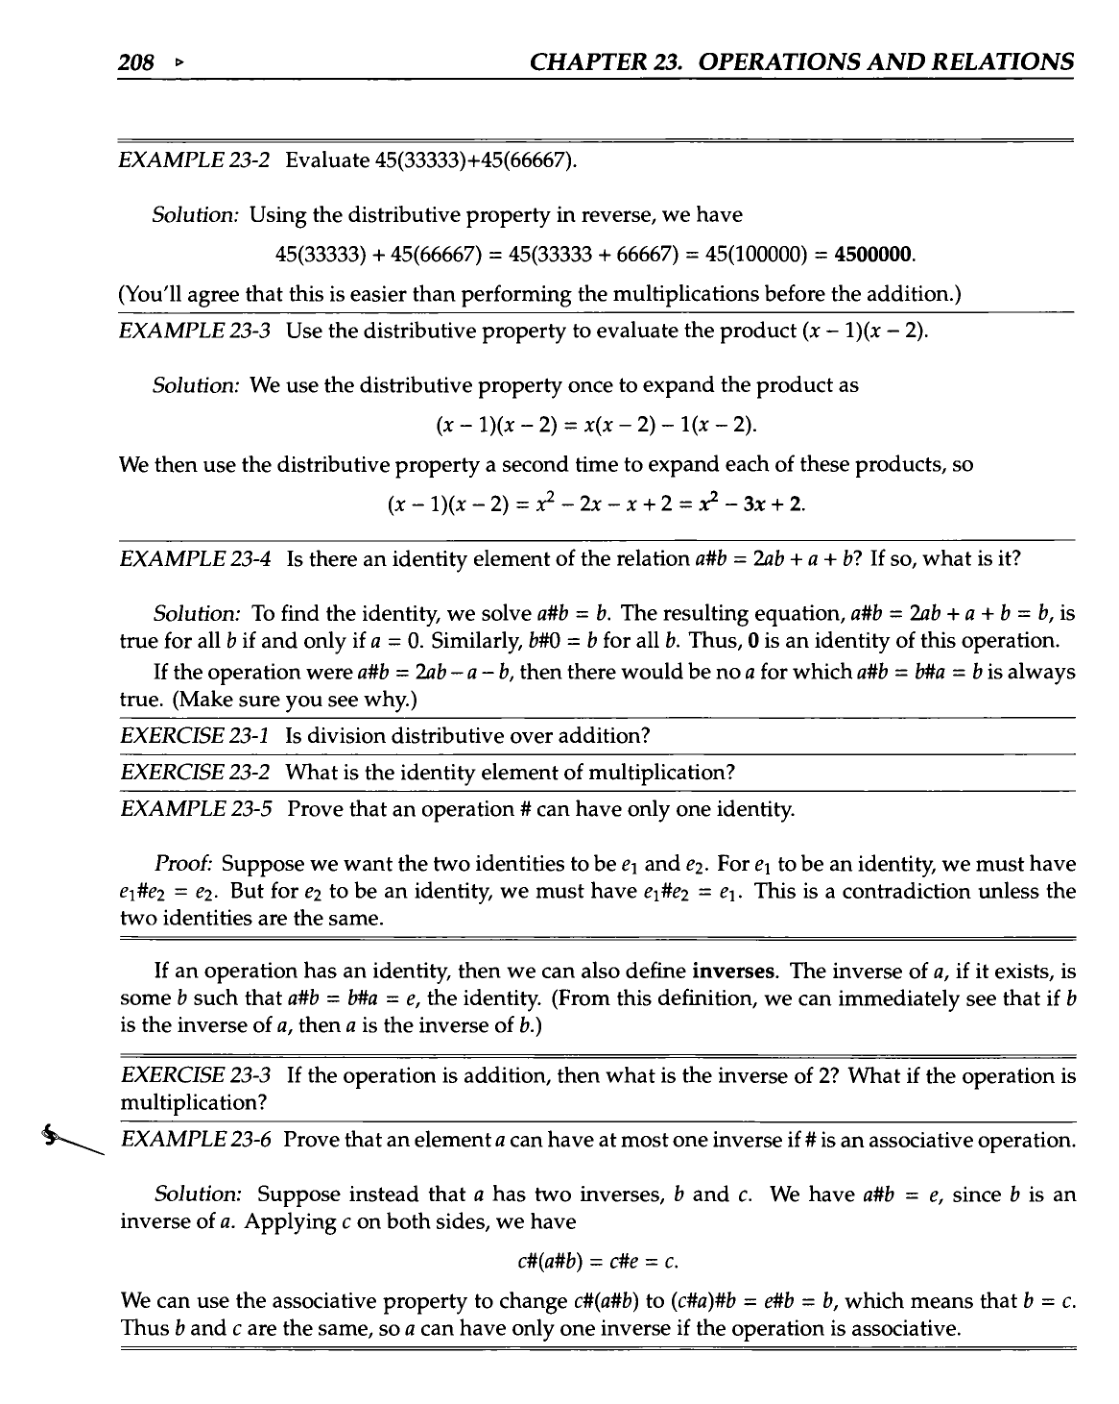 208 ▹ CHAPTER 23. OPERATIONS AND RELATIONS
EXAMPLE 23-2 Evaluate 45(33333)+45(66667).
Solution: Using the distributive property in reverse, we have
45(33333) + 45(66667) = 45(33333 + 66667) = 45(100000) = 4500000.
(You'll agree that this is easier than performing the multiplications before the addition.)
EXAMPLE 23-3 Use the distributive property to evaluate the product (x − 1)(x − 2).
Solution: We use the distributive property once to expand the product as
(x − 1)(x − 2) = x(x − 2) − 1(x − 2).
We then use the distributive property a second time to expand each of these products, so
(x − 1)(x − 2) = x² − 2x − x + 2 = x² − 3x + 2.
EXAMPLE 23-4 Is there an identity element of the relation a#b = 2ab + a + b? If so, what is it?
Solution: To find the identity, we solve a#b = b. The resulting equation, a#b = 2ab + a + b = b, is
true for all b if and only if a = 0. Similarly, b#0 = b for all b. Thus, 0 is an identity of this operation.
If the operation were a#b = 2ab − a − b, then there would be no a for which a#b = b#a = b is always
true. (Make sure you see why.)
EXERCISE 23-1 Is division distributive over addition?
EXERCISE 23-2 What is the identity element of multiplication?
EXAMPLE 23-5 Prove that an operation # can have only one identity.
Proof: Suppose we want the two identities to be e₁ and e₂. For e₁ to be an identity, we must have
e₁#e₂ = e₂. But for e₂ to be an identity, we must have e₁#e₂ = e₁. This is a contradiction unless the
two identities are the same.
If an operation has an identity, then we can also define inverses. The inverse of a, if it exists, is
some b such that a#b = b#a = e, the identity. (From this definition, we can immediately see that if b
is the inverse of a, then a is the inverse of b.)
EXERCISE 23-3 If the operation is addition, then what is the inverse of 2? What if the operation is
multiplication?
EXAMPLE 23-6 Prove that an element a can have at most one inverse if # is an associative operation.
Solution: Suppose instead that a has two inverses, b and c. We have a#b = e, since b is an
inverse of a. Applying c on both sides, we have
c#(a#b) = c#e = c.
We can use the associative property to change c#(a#b) to (c#a)#b = e#b = b, which means that b = c.
Thus b and c are the same, so a can have only one inverse if the operation is associative.